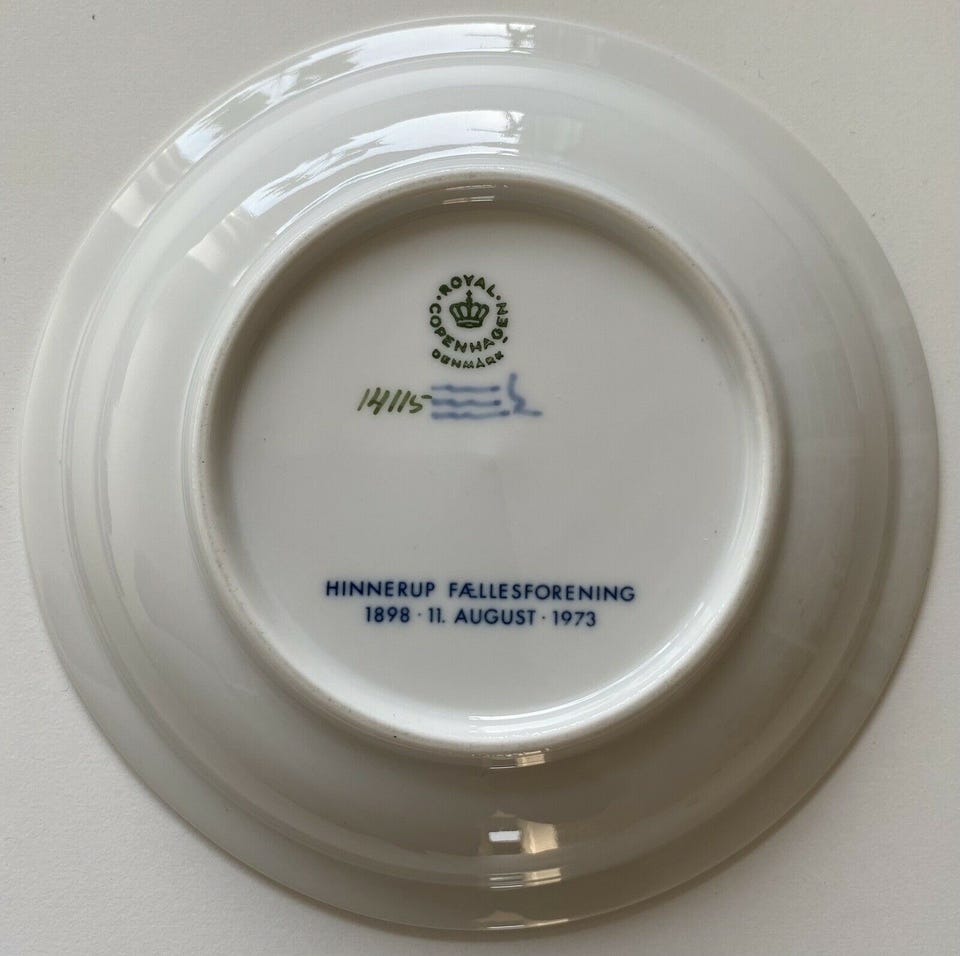 ROYAL
COPENHAGEN
DENMARK
14115
HINNERUP FÆLLESFORENING
1898 · 11. AUGUST · 1973